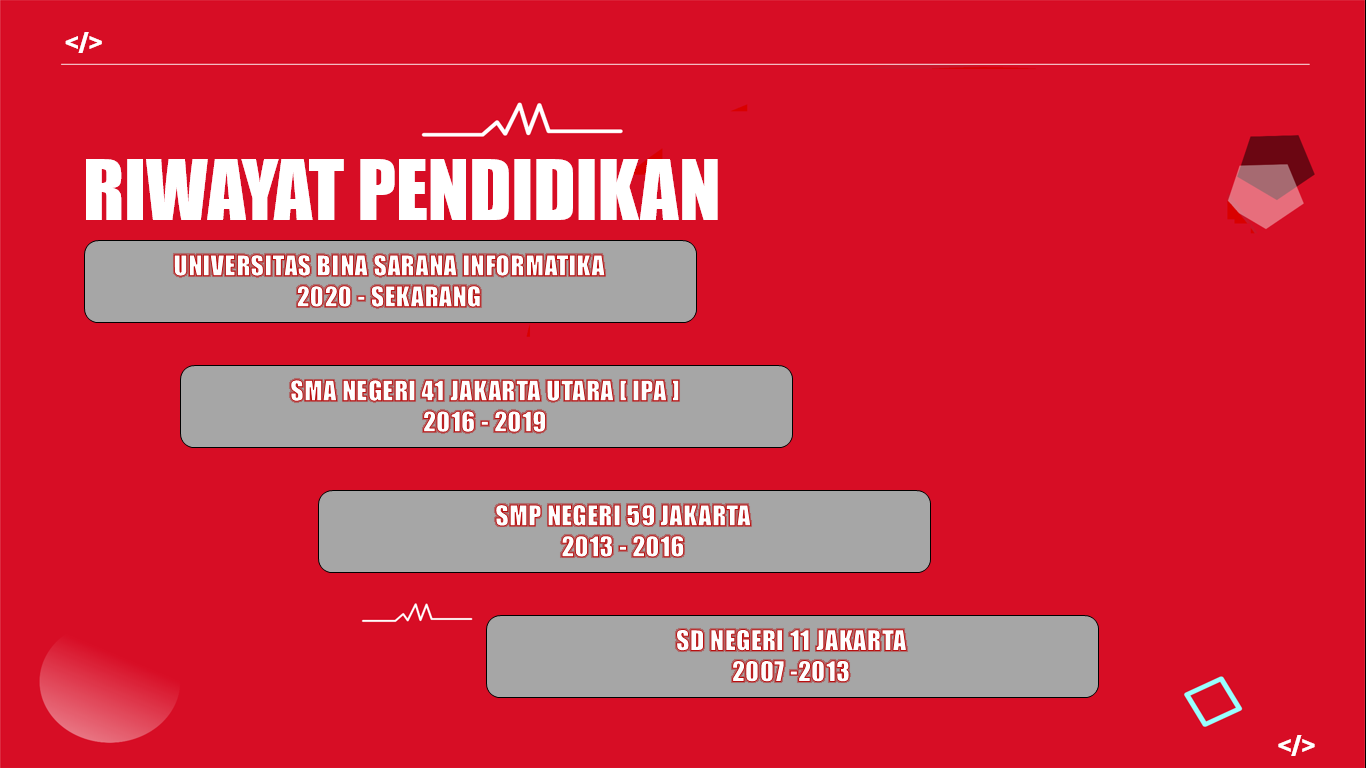 </>
RIWAYAT PENDIDIKAN
UNIVERSITAS BINA SARANA INFORMATIKA
2020 - SEKARANG
SMA NEGERI 41 JAKARTA UTARA [ IPA ]
2016 - 2019
SMP NEGERI 59 JAKARTA
2013 - 2016
SD NEGERI 11 JAKARTA
2007 -2013
</>